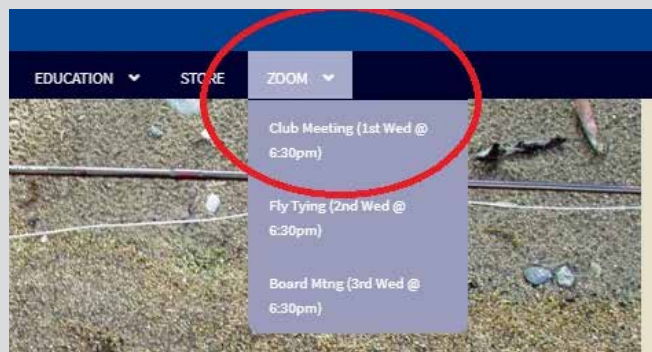 EDUCATION STORE ZOOM
Club Meeting (1st Wed @
6:30pm)
Fly Tying (2nd Wed @
6:30pm)
Board Mtng (3rd Wed @
6:30pm)